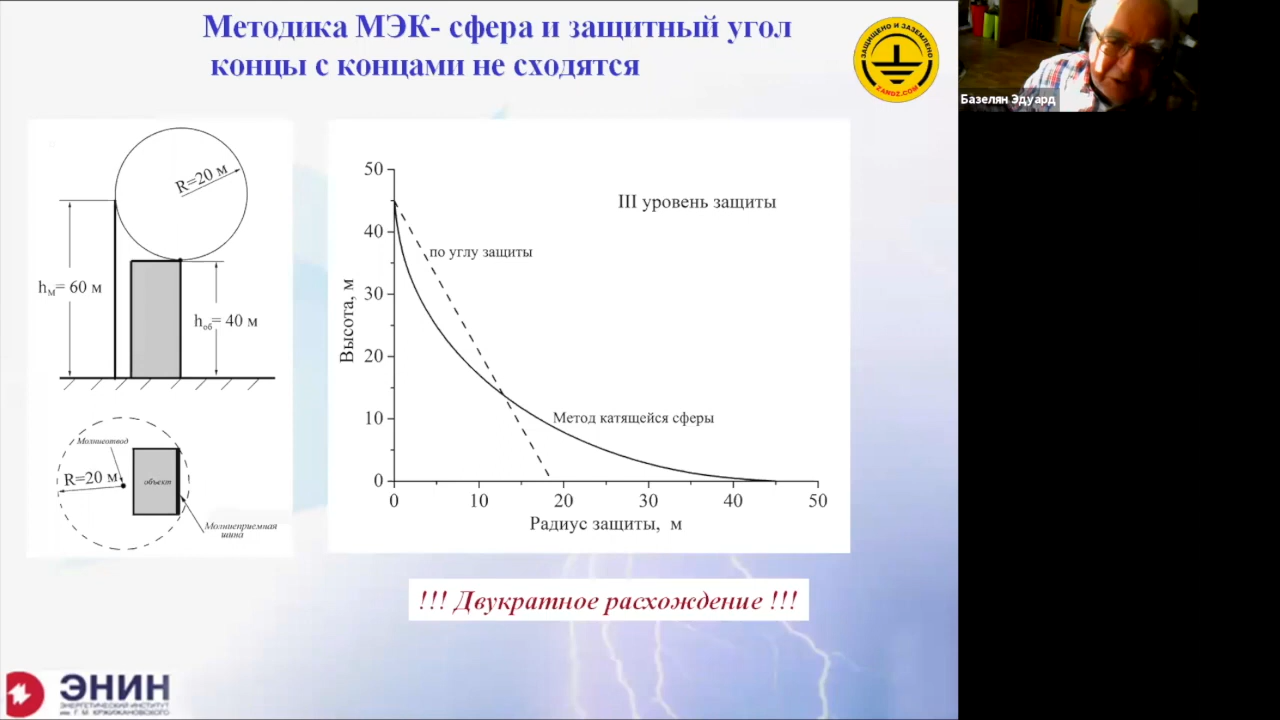 Методика МЭК- сфера и защитный угол
концы с концами не сходятся
ЗАЩИЩЕНО И ЗАЗЕМЛЕНО
ZANDZ.COM
Базелян Эдуард
R=20 м
hм= 60 м
hоб= 40 м
Молниеотвод
R=20 м
объект
Молниеприемная
шина
50
40
30
20
10
0
Высота, м
III уровень защиты
по углу защиты
Метод катящейся сферы
0 10 20 30 40 50
Радиус защиты, м
!!! Двукратное расхождение !!!
ЭНИН
ЭНЕРГЕТИЧЕСКИЙ ИНСТИТУТ
им. Г. М. КРЖИЖАНОВСКОГО